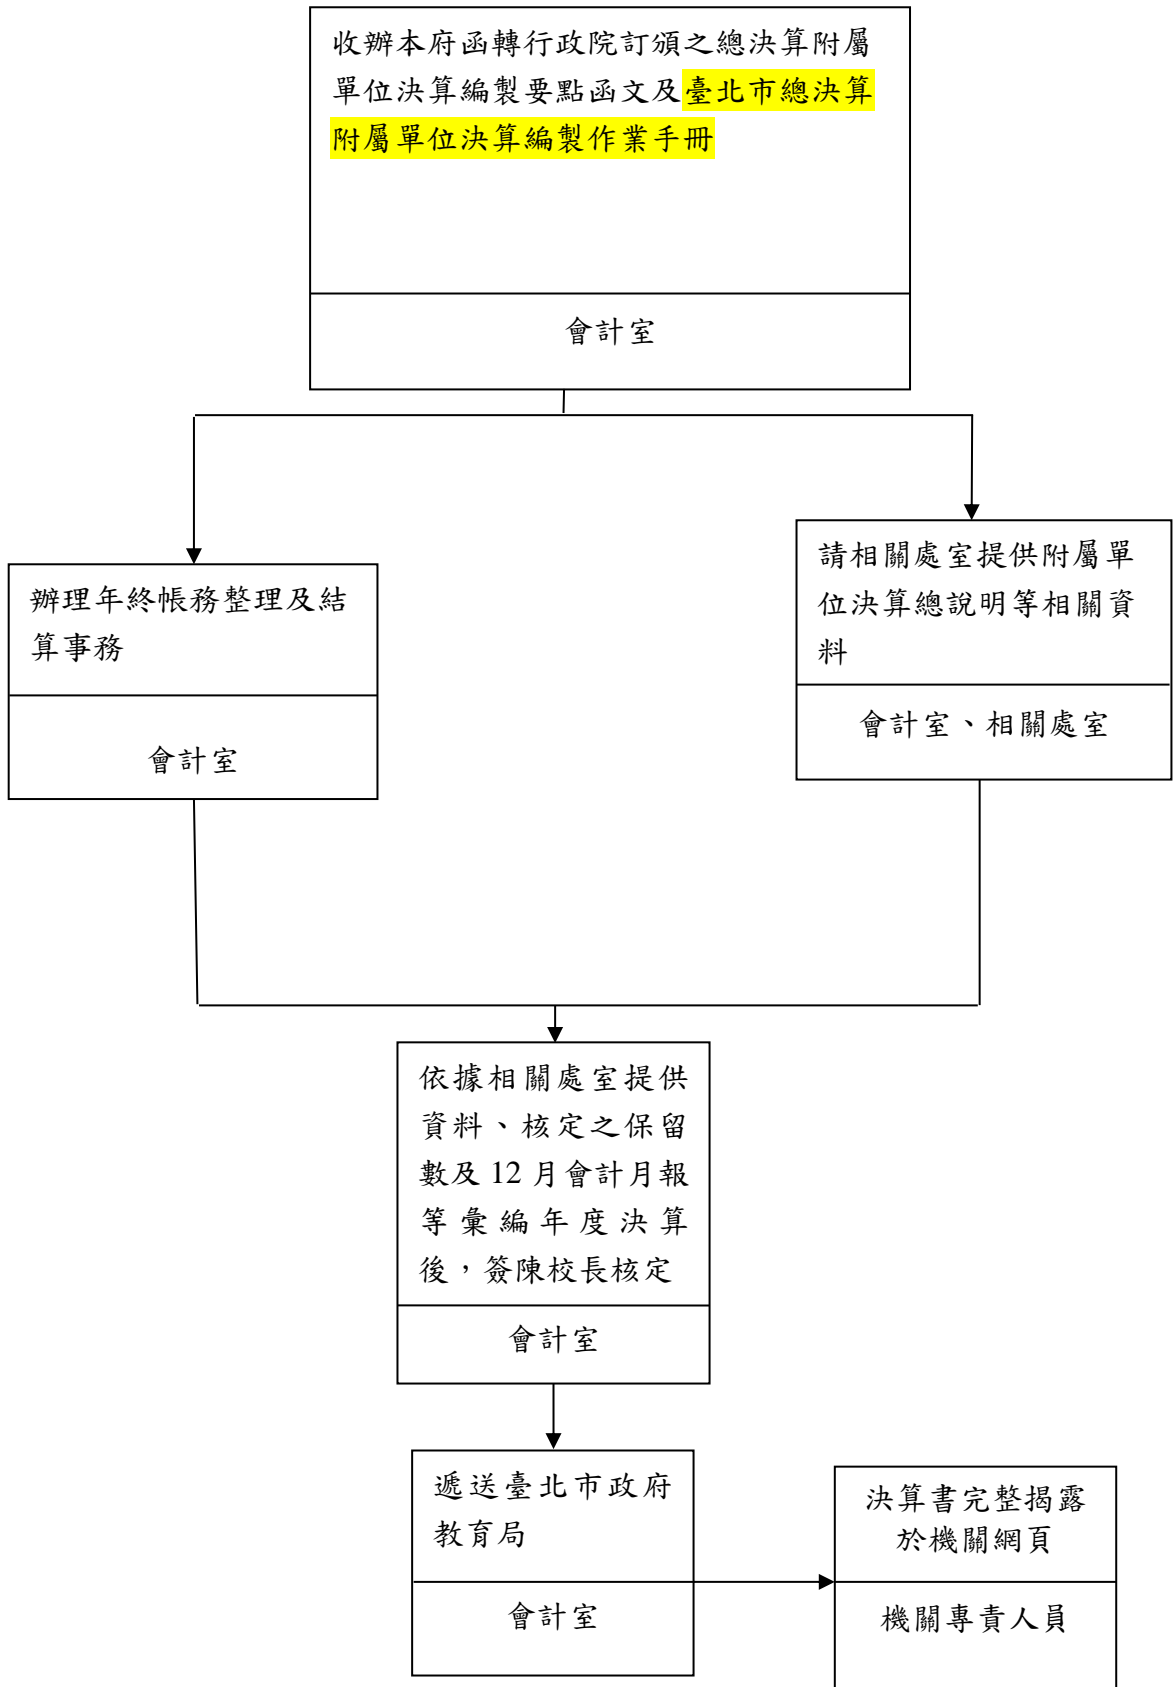 收辦本府函轉行政院訂頒之總決算附屬
單位決算編製要點函文及臺北市總決算
附屬單位決算編製作業手冊
會計室
辦理年終帳務整理及結
算事務
會計室
請相關處室提供附屬單
位決算總說明等相關資
料
會計室、相關處室
依據相關處室提供
資料、核定之保留
數及 12 月會計月報
等彙編年度決算
後，簽陳校長核定
會計室
遞送臺北市政府
教育局
會計室
決算書完整揭露
於機關網頁
機關專責人員